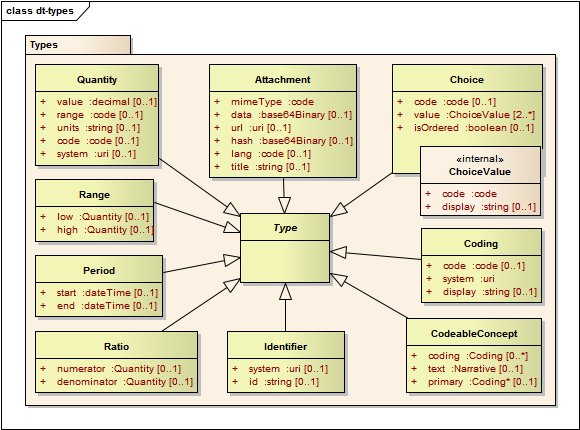 class dt-types
Types
Quantity
+ value :decimal [0..1]
+ range :code [0..1]
+ units :string [0..1]
+ code :code [0..1]
+ system :uri [0..1]
Attachment
+ mimeType :code
+ data :base64Binary [0..1]
+ url :uri [0..1]
+ hash :base64Binary [0..1]
+ lang :code [0..1]
+ title :string [0..1]
Choice
+ code :code [0..1]
+ value :ChoiceValue [2..*]
+ isOrdered :boolean [0..1]
«internal»
ChoiceValue
+ code :code
+ display :string [0..1]
Range
+ low :Quantity [0..1]
+ high :Quantity [0..1]
Type
Coding
+ code :code [0..1]
+ system :uri
+ display :string [0..1]
Period
+ start :dateTime [0..1]
+ end :dateTime [0..1]
Ratio
+ numerator :Quantity [0..1]
+ denominator :Quantity [0..1]
Identifier
+ system :uri [0..1]
+ id :string [0..1]
CodeableConcept
+ coding :Coding [0..*]
+ text :Narrative [0..1]
+ primary :Coding* [0..1]